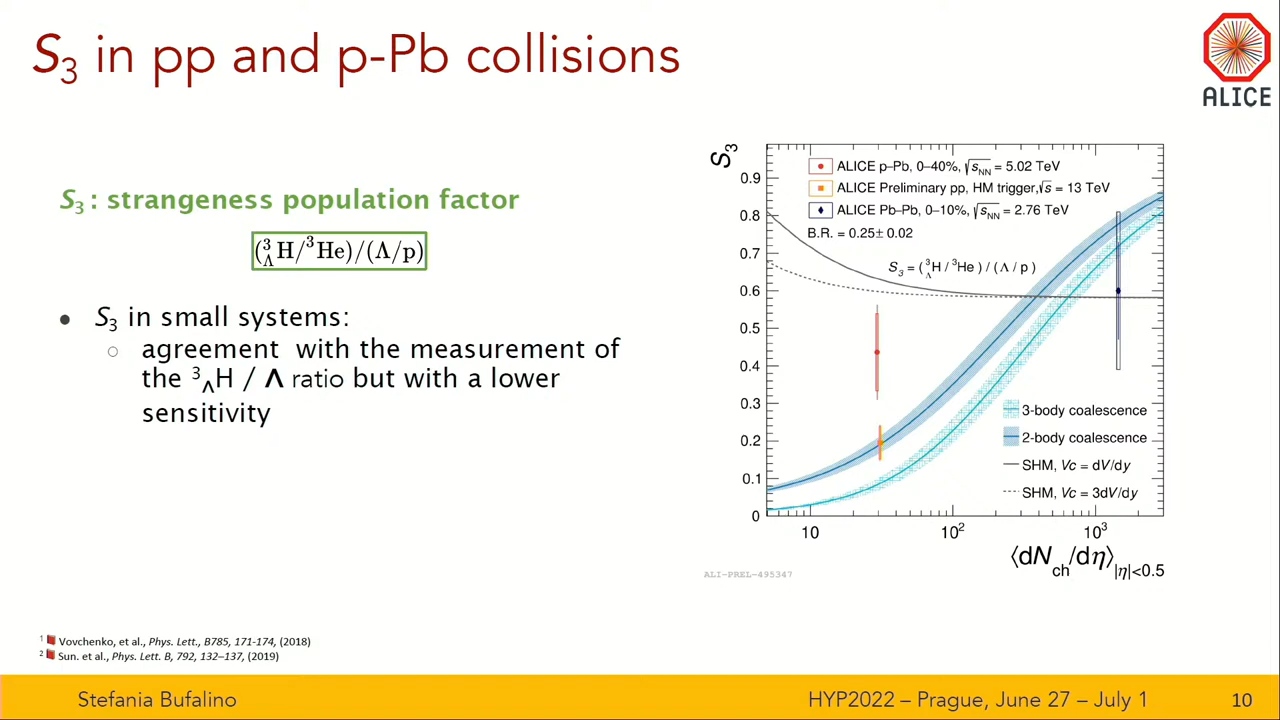 S₃ in pp and p-Pb collisions
ALICE
S₃ : strangeness population factor
(³ΛH/³He)/(Λ/p)
● S₃ in small systems:
○ agreement with the measurement of
the ³ΛH / Λ ratio but with a lower
sensitivity
S₃
ALICE p–Pb, 0–40%, √sNN = 5.02 TeV
ALICE Preliminary pp, HM trigger, √s = 13 TeV
ALICE Pb–Pb, 0–10%, √sNN = 2.76 TeV
B.R. = 0.25± 0.02
S₃ = (³ΛH / ³He ) / ( Λ / p )
0.9
0.8
0.7
0.6
0.5
0.4
0.3
0.2
0.1
0
3-body coalescence
2-body coalescence
SHM, Vc = dV/dy
SHM, Vc = 3dV/dy
10 10² 10³
⟨dNch/dη⟩|η|<0.5
ALI-PREL-495347
¹ Vovchenko, et al., Phys. Lett., B785, 171-174, (2018)
² Sun. et al., Phys. Lett. B, 792, 132–137, (2019)
Stefania Bufalino HYP2022 – Prague, June 27 – July 1 10